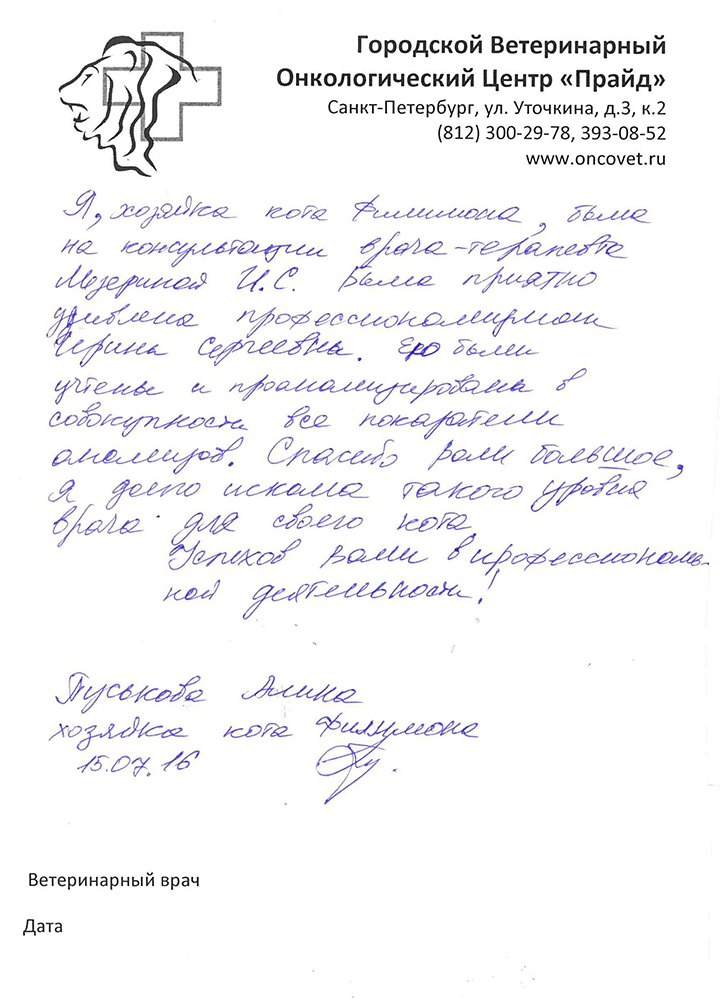 Городской Ветеринарный
Онкологический Центр «Прайд»
Санкт-Петербург, ул. Уточкина, д.3, к.2
(812) 300-29-78, 393-08-52
www.oncovet.ru
Я, хозяйка кота Филимона, была
на консультации врача-терапевта
Мезериной И.С. Была приятно
удивлена профессионализмом
Ирины Сергеевны. Ею были
учтены и проанализированы в
совокупности все показатели
анализов. Спасибо Вам большое,
я долго искала такого уровня
врача для своего кота
Успехов Вам в профессиональ-
ной деятельности!
Пуськова Алина
хозяйка кота Филимона
15.07.16
Ветеринарный врач
Дата